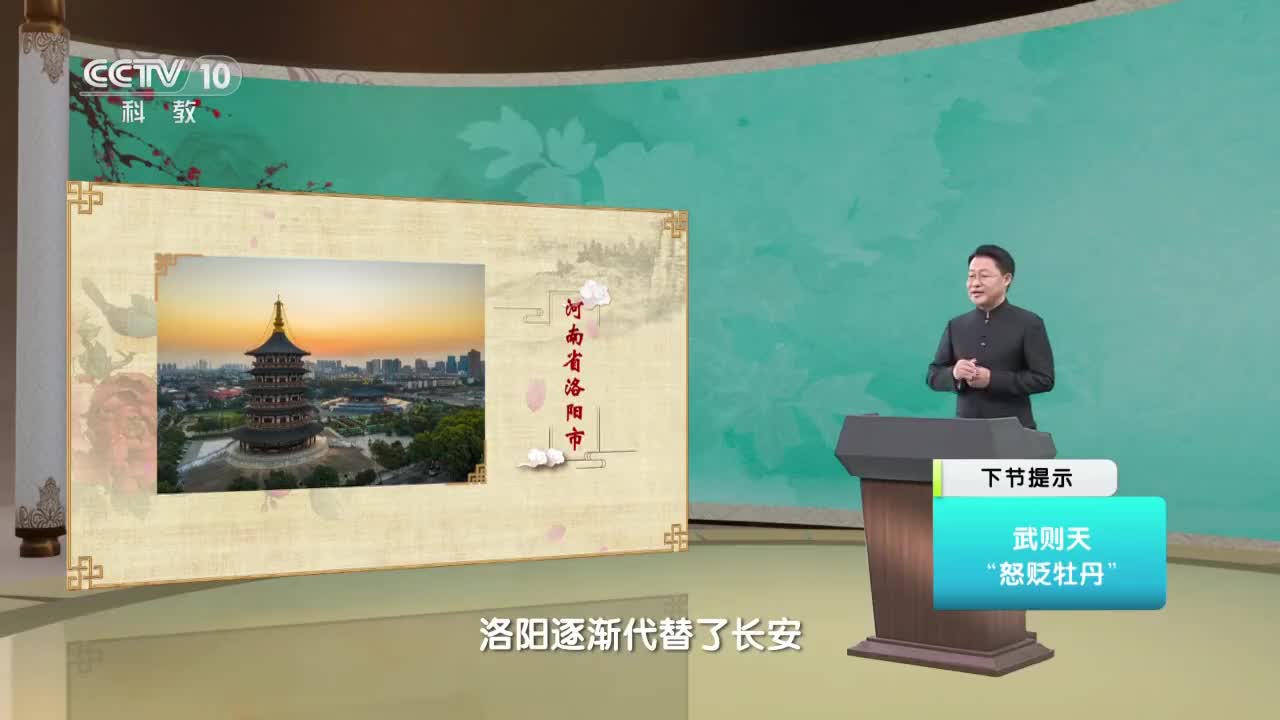 CCTV 10
科 教
河南省洛阳市
下节提示
武则天
“怒贬牡丹”
洛阳逐渐代替了长安